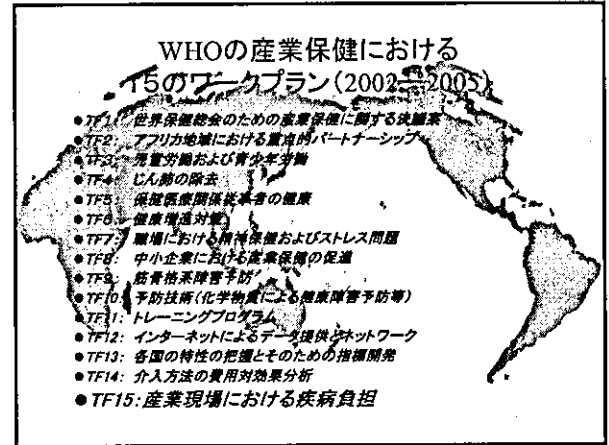 WHOの産業保健における
15のワークプラン(2002―2005)
●TF1: 世界保健総会のための産業保健に関する決議案
●TF2: アフリカ地域における重点的パートナーシップ
●TF3: 児童労働および青少年労働
●TF4: じん肺の除去
●TF5: 保健医療関係従事者の健康
●TF6: 健康増進対策
●TF7: 職場における精神保健およびストレス問題
●TF8: 中小企業における産業保健の促進
●TF9: 筋骨格系障害予防
●TF10: 予防技術(化学物質による健康障害予防等)
●TF11: トレーニングプログラム
●TF12: インターネットによるデータ提供とネットワーク
●TF13: 各国の特性の把握とそのための指標開発
●TF14: 介入方法の費用対効果分析
●TF15:産業現場における疾病負担